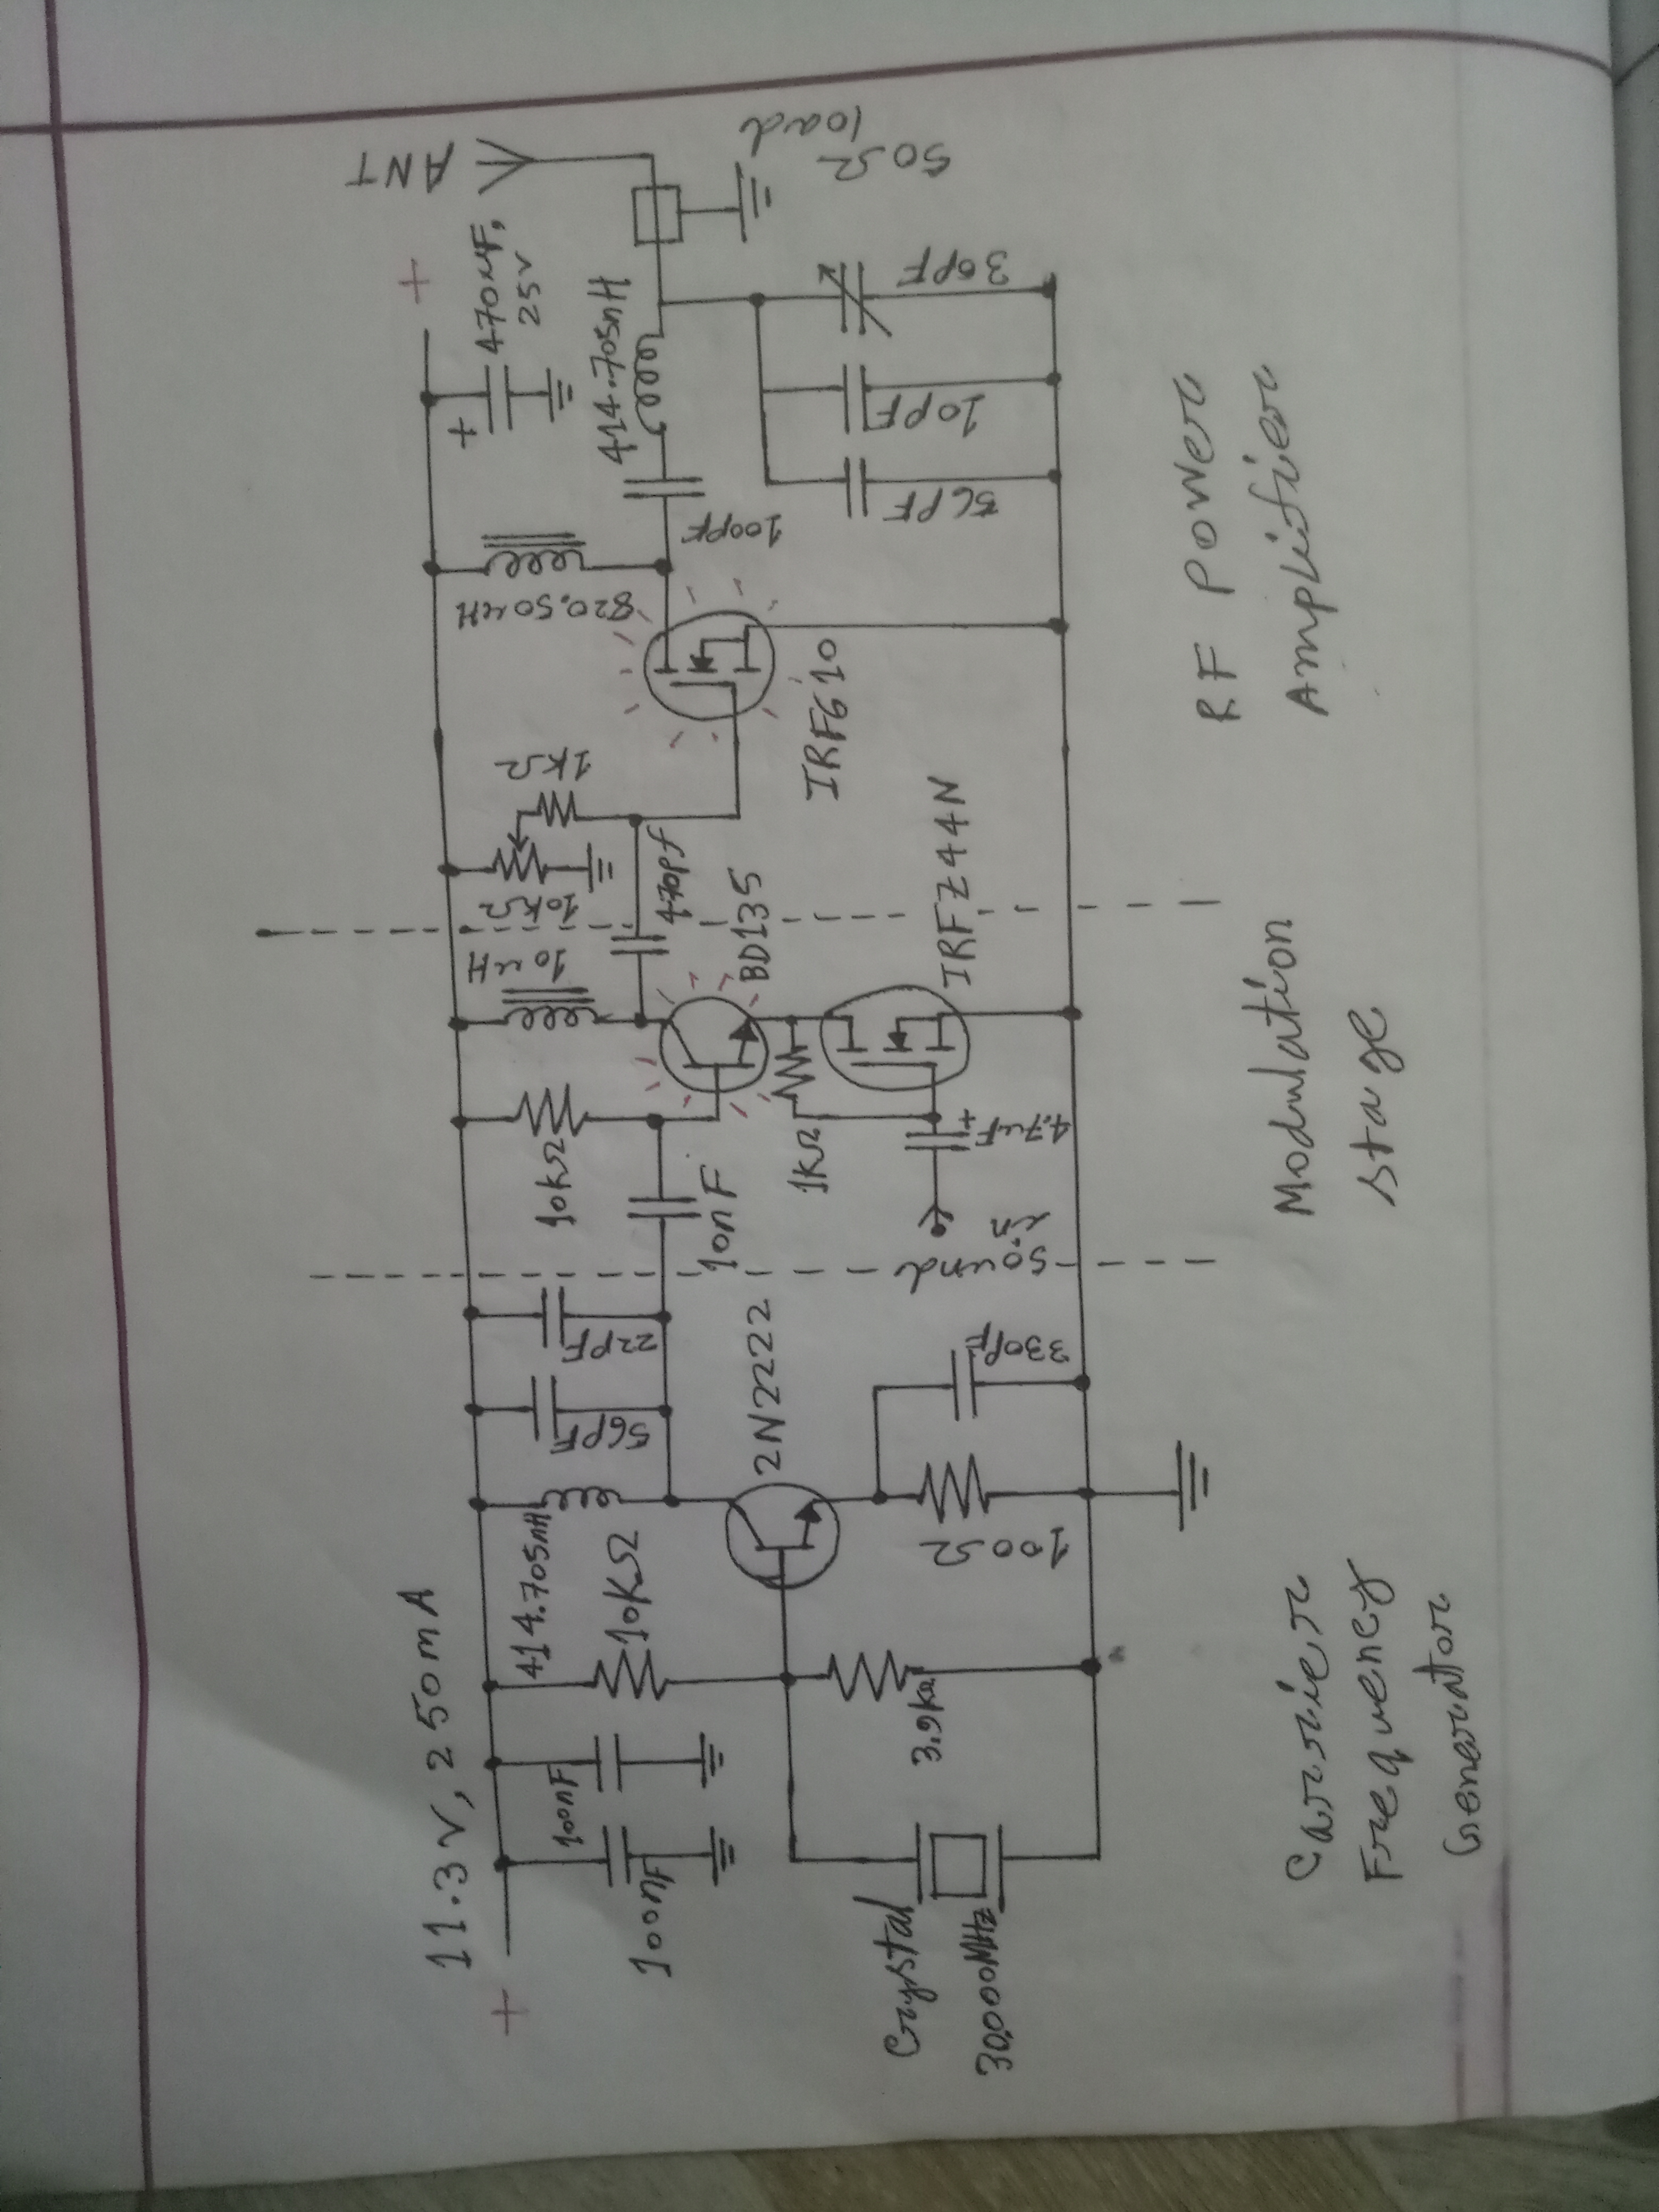 11.3V, 250mA
+
+
ANT
100nF
100nF
414.705nH
10KΩ
56PF
22PF
10KΩ
10nF
10uH
10KΩ
1KΩ
470pf
820.50uH
100PF
+
470uF,
25V
414.705nH
50Ω
load
30PF
10PF
56PF
IRF610
BD135
IRFZ44N
1KΩ
+
4.7uF
sound
2N2222
330PF
100Ω
3.9KΩ
Crystal
30.000MHz
Carrier
Frequency
Generator
Modulation
stage
RF Power
Amplifier